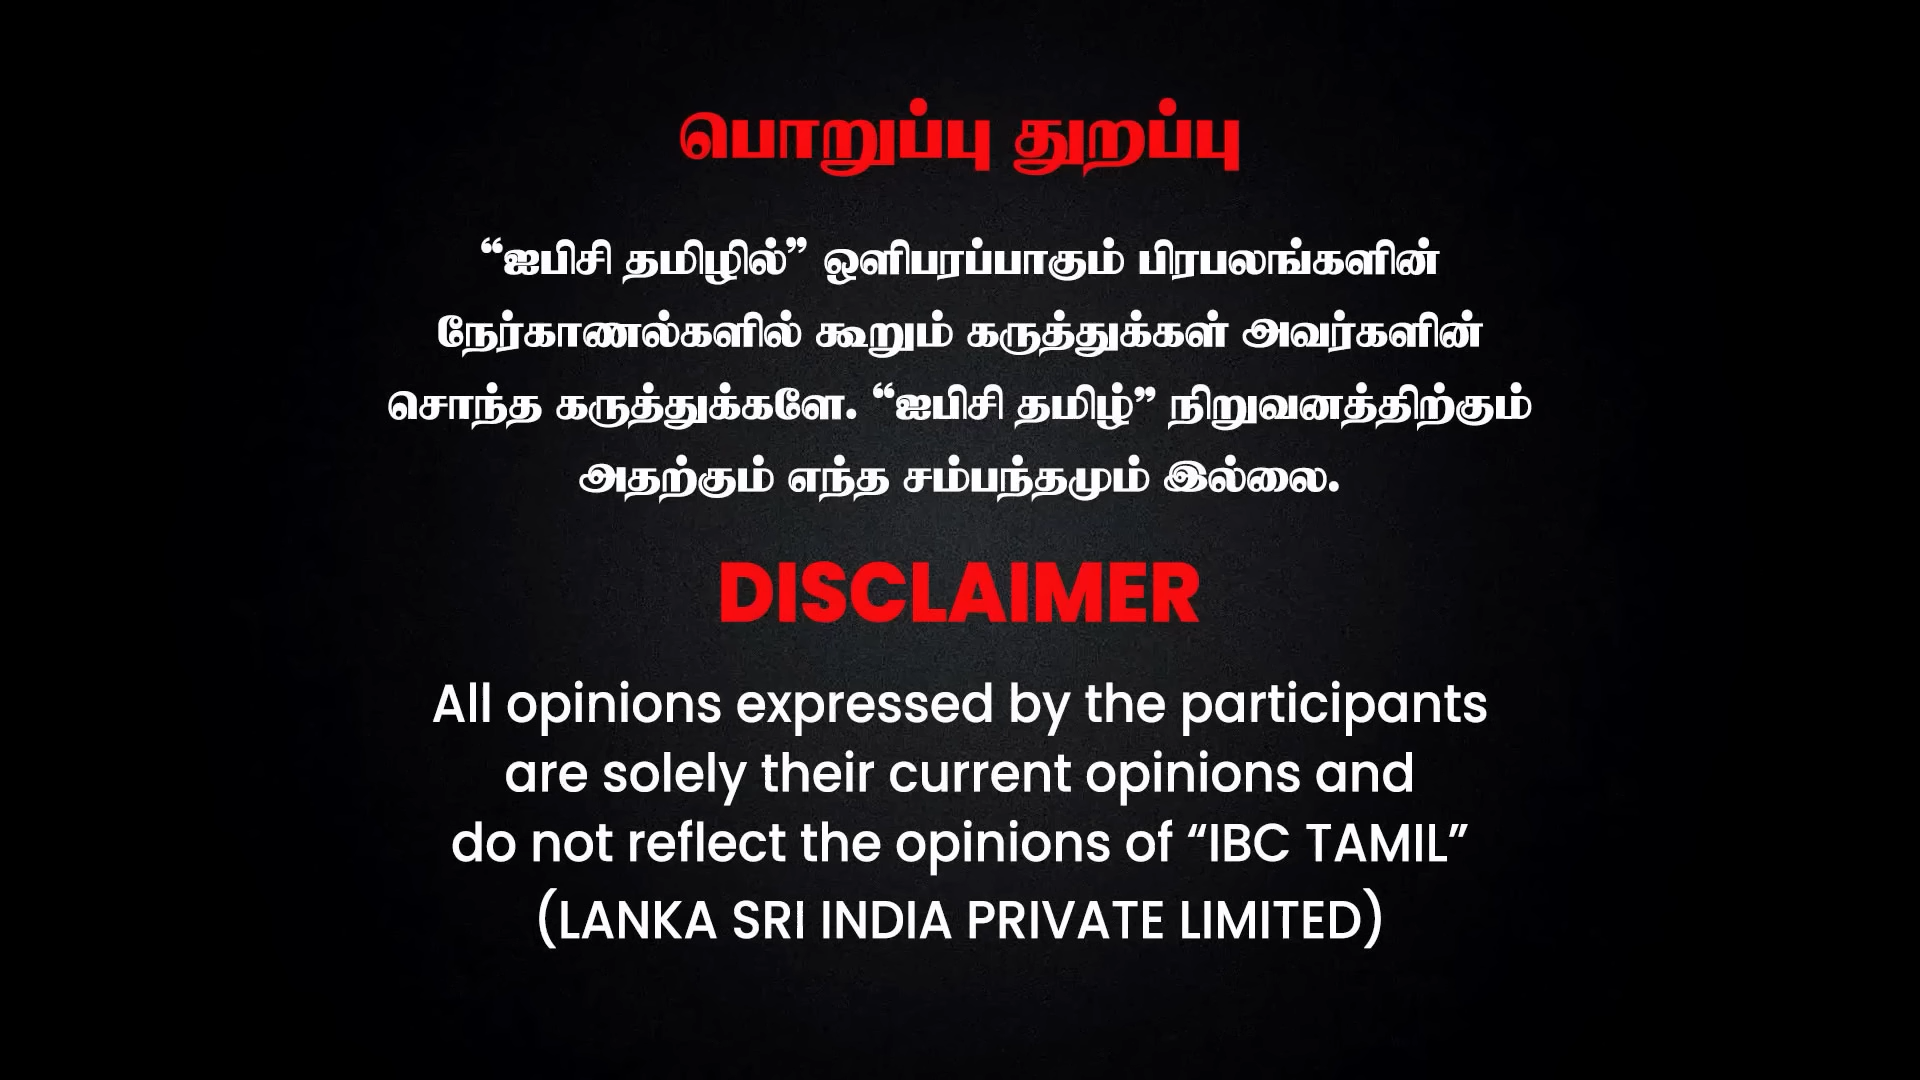 பொறுப்பு துறப்பு
“ஐபிசி தமிழில்” ஒளிபரப்பாகும் பிரபலங்களின்
நேர்காணல்களில் கூறும் கருத்துக்கள் அவர்களின்
சொந்த கருத்துக்களே. “ஐபிசி தமிழ்” நிறுவனத்திற்கும்
அதற்கும் எந்த சம்பந்தமும் இல்லை.
DISCLAIMER
All opinions expressed by the participants
are solely their current opinions and
do not reflect the opinions of “IBC TAMIL”
(LANKA SRI INDIA PRIVATE LIMITED)